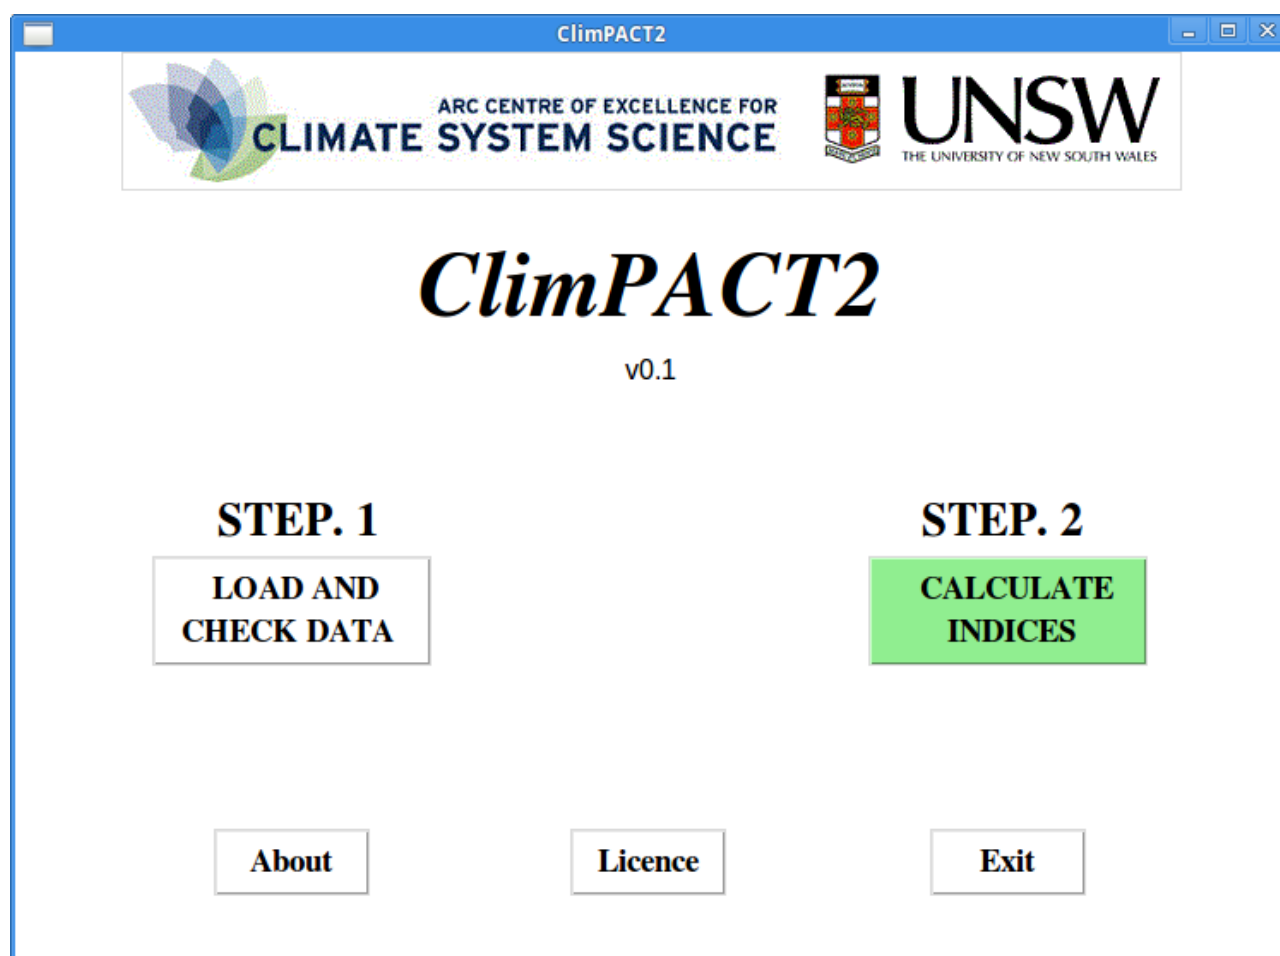 ClimPACT2
ARC CENTRE OF EXCELLENCE FOR
CLIMATE SYSTEM SCIENCE
UNSW
THE UNIVERSITY OF NEW SOUTH WALES
ClimPACT2
v0.1
STEP. 1
STEP. 2
LOAD AND
CHECK DATA
CALCULATE
INDICES
About
Licence
Exit